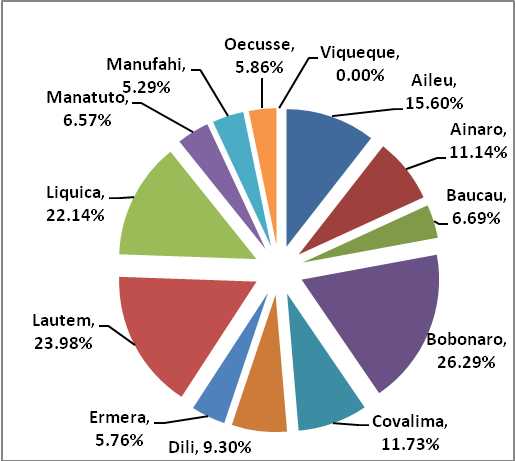 Oecusse,
5.86%
Viqueque,
0.00%
Aileu,
15.60%
Ainaro,
11.14%
Baucau,
6.69%
Bobonaro,
26.29%
Covalima,
11.73%
Dili, 9.30%
Ermera,
5.76%
Lautem,
23.98%
Liquica,
22.14%
Manatuto,
6.57%
Manufahi,
5.29%